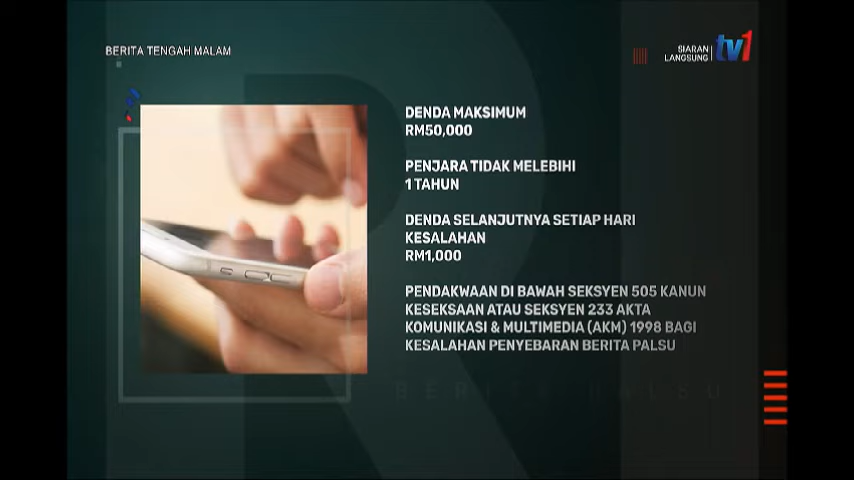 BERITA TENGAH MALAM
SIARAN
LANGSUNG
tv1
DENDA MAKSIMUM
RM50,000
PENJARA TIDAK MELEBIHI
1 TAHUN
DENDA SELANJUTNYA SETIAP HARI
KESALAHAN
RM1,000
PENDAKWAAN DI BAWAH SEKSYEN 505 KANUN
KESEKSAAN ATAU SEKSYEN 233 AKTA
KOMUNIKASI & MULTIMEDIA (AKM) 1998 BAGI
KESALAHAN PENYEBARAN BERITA PALSU
BERITA PALSU